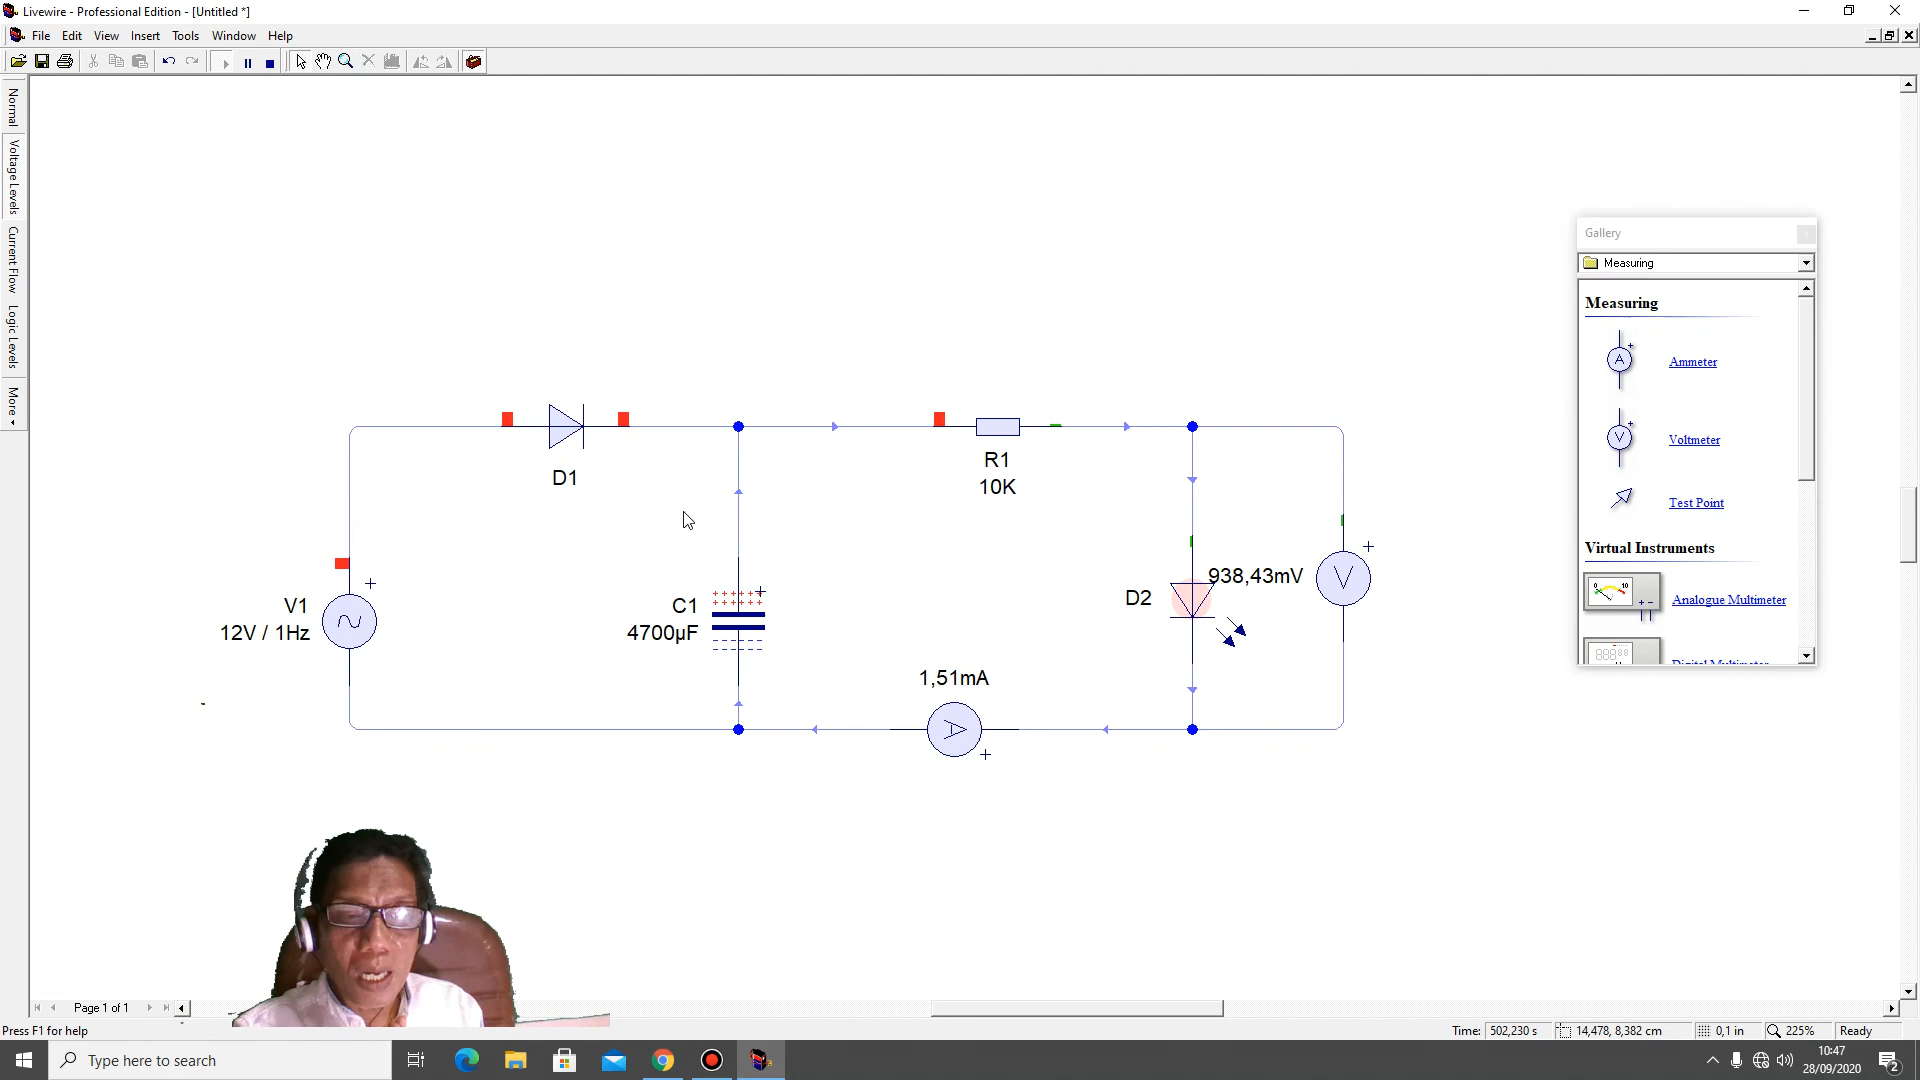 Livewire - Professional Edition - [Untitled *]
File Edit View Insert Tools Window Help
Normal
Voltage Levels
Current Flow
Logic Levels
More
Gallery
Measuring
Measuring
A
Ammeter
V
Voltmeter
Test Point
Virtual Instruments
Analogue Multimeter
D1
R1
10K
V1
12V / 1Hz
C1
4700µF
D2
938,43mV
V
1,51mA
A
Page 1 of 1
Press F1 for help
Time: 502,230 s
14,478, 8,382 cm
0,1 in
225%
Ready
Type here to search
10:47
28/09/2020
2